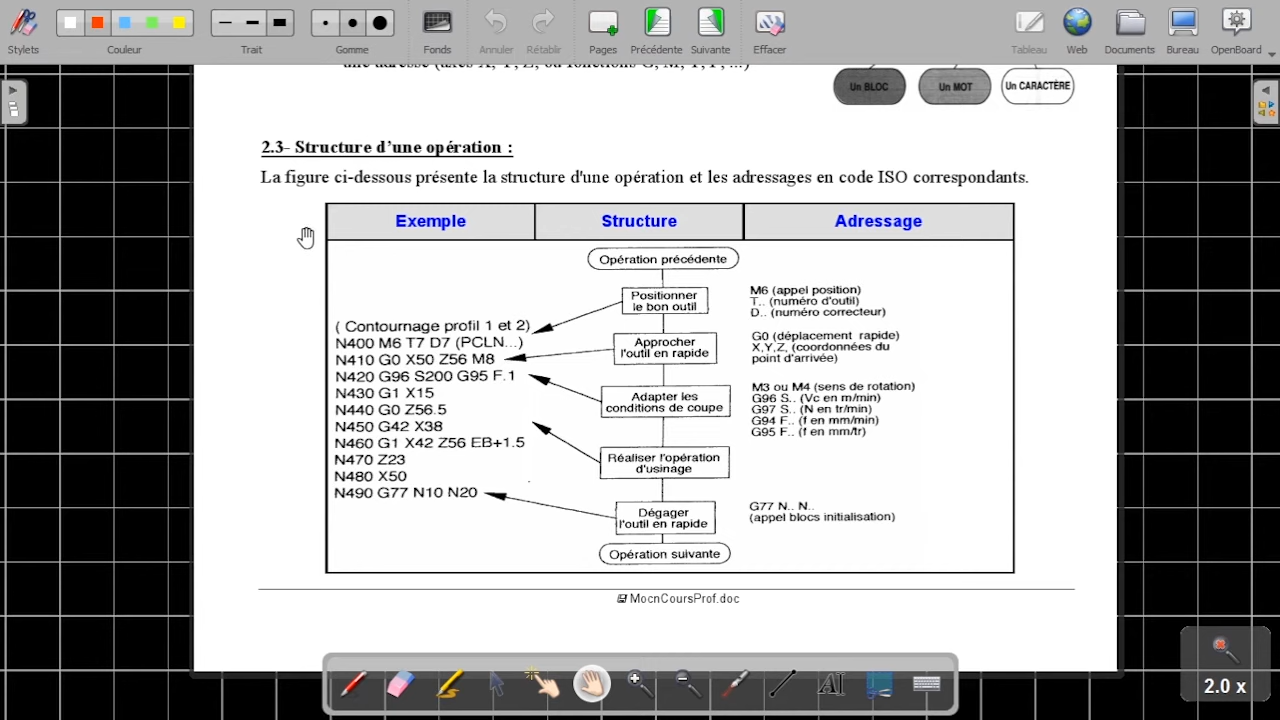 Stylets
Couleur
Trait
Gomme
Fonds
Annuler
Rétablir
Pages
Précédente
Suivante
Effacer
Tableau
Web
Documents
Bureau
OpenBoard
Un BLOC
Un MOT
Un CARACTÈRE
2.3- Structure d’une opération :
La figure ci-dessous présente la structure d'une opération et les adressages en code ISO correspondants.
Exemple
Structure
Adressage
( Contournage profil 1 et 2)
N400 M6 T7 D7 (PCLN...)
N410 G0 X50 Z56 M8
N420 G96 S200 G95 F.1
N430 G1 X15
N440 G0 Z56.5
N450 G42 X38
N460 G1 X42 Z56 EB+1.5
N470 Z23
N480 X50
N490 G77 N10 N20
Opération précédente
Positionner
le bon outil
Approcher
l'outil en rapide
Adapter les
conditions de coupe
Réaliser l'opération
d'usinage
Dégager
l'outil en rapide
Opération suivante
M6 (appel position)
T.. (numéro d'outil)
D.. (numéro correcteur)
G0 (déplacement rapide)
X,Y,Z, (coordonnées du
point d'arrivée)
M3 ou M4 (sens de rotation)
G96 S.. (Vc en m/min)
G97 S.. (N en tr/min)
G94 F.. (f en mm/min)
G95 F.. (f en mm/tr)
G77 N.. N..
(appel blocs initialisation)
MocnCoursProf.doc
2.0 x